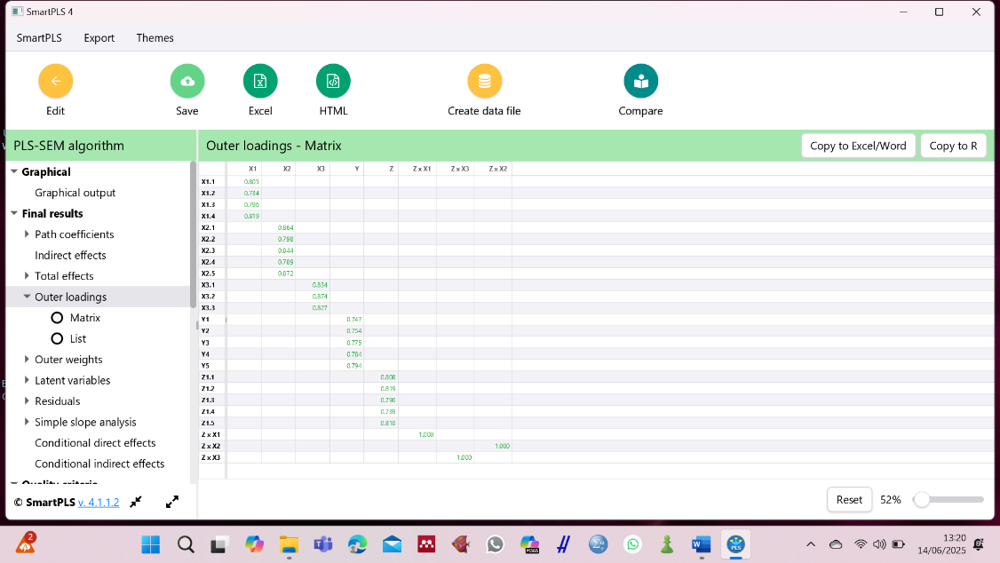 SmartPLS 4
SmartPLS Export Themes
Edit Save Excel HTML Create data file Compare
PLS-SEM algorithm
Graphical
Graphical output
Final results
Path coefficients
Indirect effects
Total effects
Outer loadings
Matrix
List
Outer weights
Latent variables
Residuals
Simple slope analysis
Conditional direct effects
Conditional indirect effects
Quality criteria
© SmartPLS v. 4.1.1.2
Outer loadings - Matrix
Copy to Excel/Word Copy to R
X1 X2 X3 Y Z Z x X1 Z x X3 Z x X2
X1.1 0.805
X1.2 0.734
X1.3 0.796
X1.4 0.819
X2.1 0.864
X2.2 0.798
X2.3 0.844
X2.4 0.789
X2.5 0.872
X3.1 0.834
X3.2 0.874
X3.3 0.827
Y1 0.747
Y2 0.754
Y3 0.775
Y4 0.784
Y5 0.794
Z1.1 0.808
Z1.2 0.819
Z1.3 0.790
Z1.4 0.739
Z1.5 0.810
Z x X1 1.000
Z x X2 1.000
Z x X3 1.000
Reset 52%
2
13:20
14/06/2025